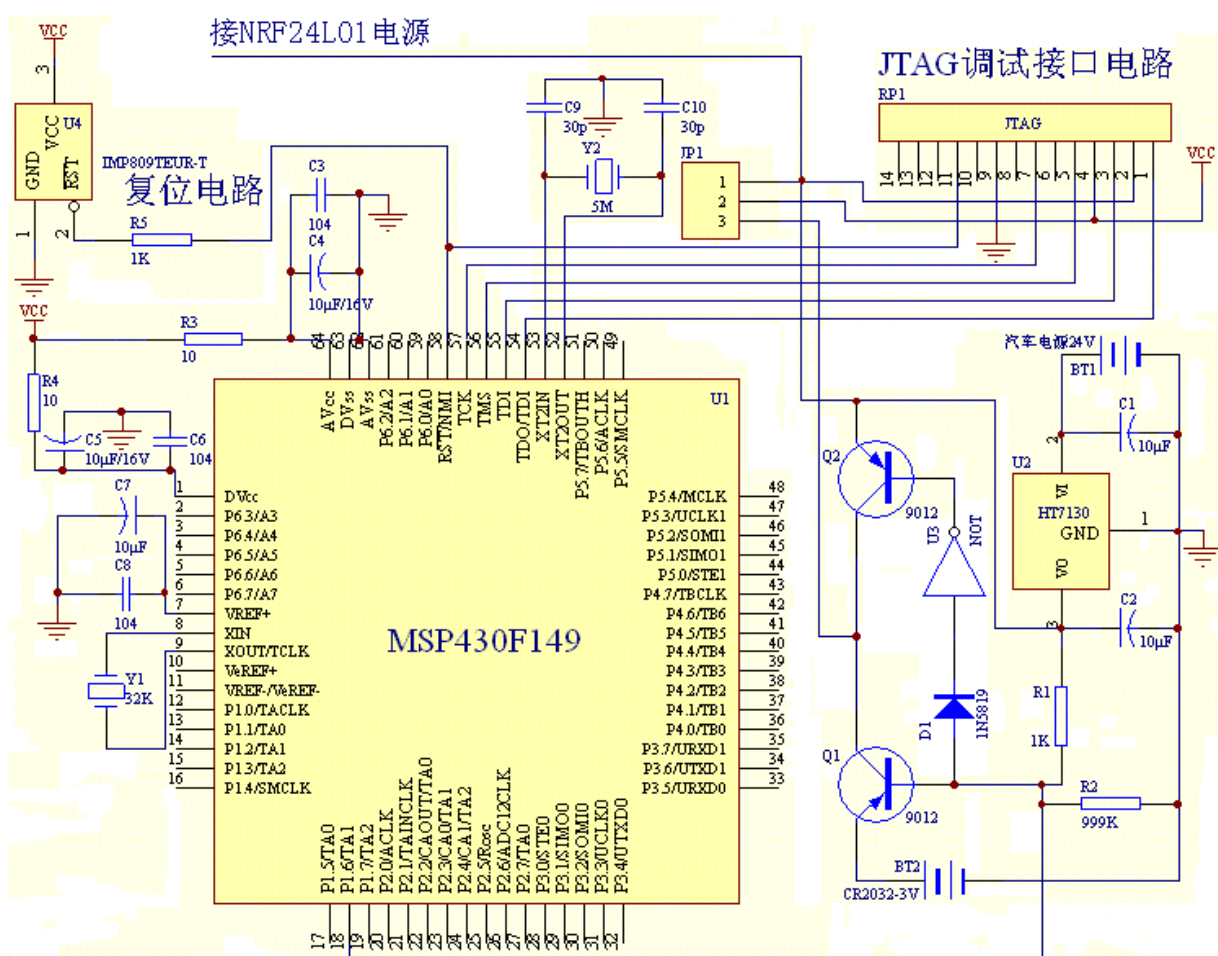 接NRF24L01电源
VCC
3
U4
VCC
GND
RST
IMP809TEUR-T
复位电路
1
2
R5
1K
VCC
C3
104
C4
10μF/16V
R3
10
R4
10
C5
10μF/16V
C6
104
C7
10μF
C8
104
Y1
32K
C9
30p
C10
30p
Y2
5M
JP1
1
2
3
JTAG调试接口电路
RP1
JTAG
14 13 12 11 10 9 8 7 6 5 4 3 2 1
VCC
64 63 62 61 60 59 58 57 56 55 54 53 52 51 50 49
U1
AVcc
DVss
AVss
P6.2/A2
P6.1/A1
P6.0/A0
RST/NMI
TCK
TMS
TDI
TDO/TDI
XT2IN
XT2OUT
P5.7/TBOUTH
P5.6/ACLK
P5.5/SMCLK
1 DVcc
2 P6.3/A3
3 P6.4/A4
4 P6.5/A5
5 P6.6/A6
6 P6.7/A7
7 VREF+
8 XIN
9 XOUT/TCLK
10 VeREF+
11 VREF-/VeREF-
12 P1.0/TACLK
13 P1.1/TA0
14 P1.2/TA1
15 P1.3/TA2
16 P1.4/SMCLK
MSP430F149
P5.4/MCLK 48
P5.3/UCLK1 47
P5.2/SOMI1 46
P5.1/SIMO1 45
P5.0/STE1 44
P4.7/TBCLK 43
P4.6/TB6 42
P4.5/TB5 41
P4.4/TB4 40
P4.3/TB3 39
P4.2/TB2 38
P4.1/TB1 37
P4.0/TB0 36
P3.7/URXD1 35
P3.6/UTXD1 34
P3.5/URXD0 33
P1.5/TA0
P1.6/TA1
P1.7/TA2
P2.0/ACLK
P2.1/TAINCLK
P2.2/CAOUT/TA0
P2.3/CA0/TA1
P2.4/CA1/TA2
P2.5/Rosc
P2.6/ADC12CLK
P2.7/TA0
P3.0/STE0
P3.1/SIMO0
P3.2/SOMI0
P3.3/UCLK0
P3.4/UTXD0
17 18 19 20 21 22 23 24 25 26 27 28 29 30 31 32
汽车电源24V
BT1
C1
10μF
2
U2
VI
HT7130
GND
1
VO
3
C2
10μF
Q2
9012
U3
NOT
D1
1N5819
R1
1K
Q1
9012
R2
999K
BT2
CR2032-3V